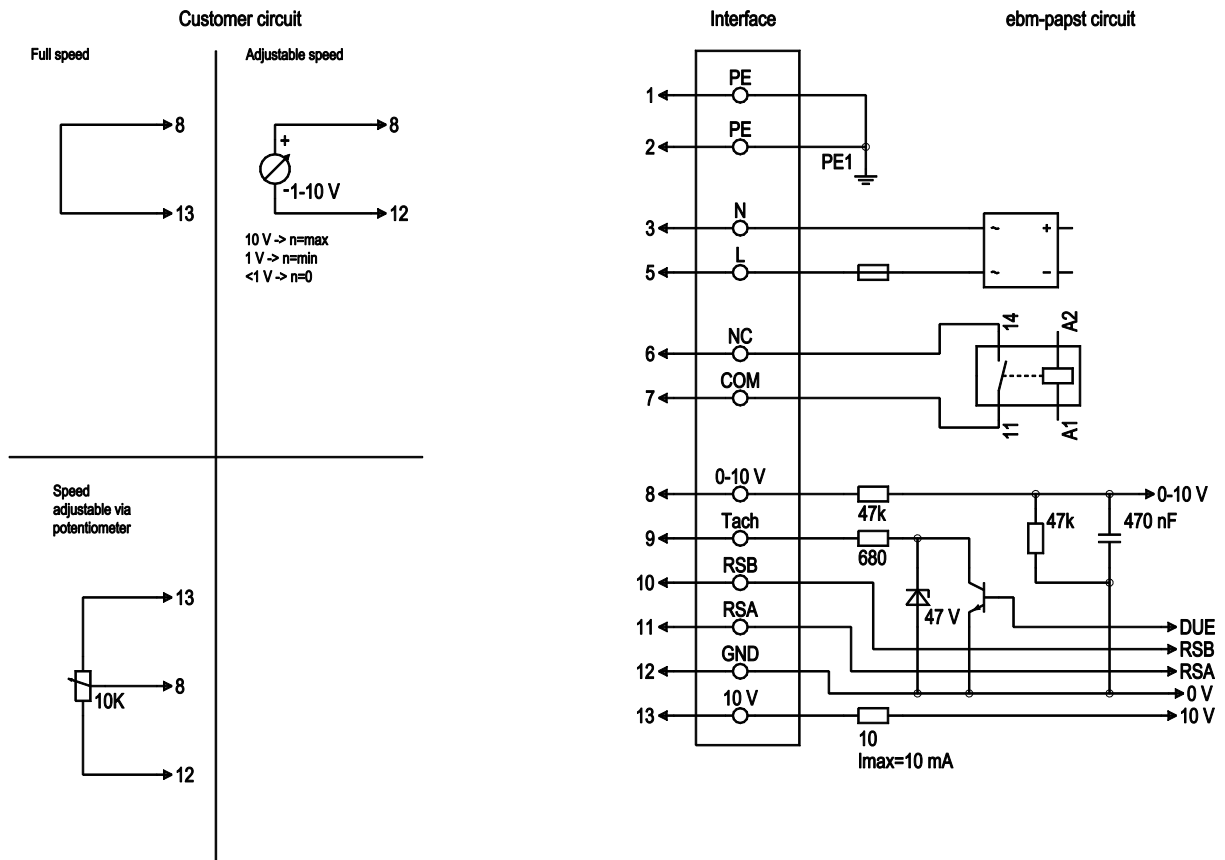 Customer circuit
Interface
ebm-papst circuit
Full speed
8
13
Adjustable speed
8
+
-
1-10 V
12
10 V -> n=max
1 V -> n=min
<1 V -> n=0
Speed
adjustable via
potentiometer
13
8
10K
12
1
PE
2
PE
PE1
3
N
~
+
5
L
~
−
6
NC
14
A2
7
COM
11
A1
8
0-10 V
47k
47k
470 nF
0-10 V
9
Tach
680
10
RSB
47 V
11
RSA
DUE
RSB
12
GND
RSA
0 V
13
10 V
10
Imax=10 mA
10 V